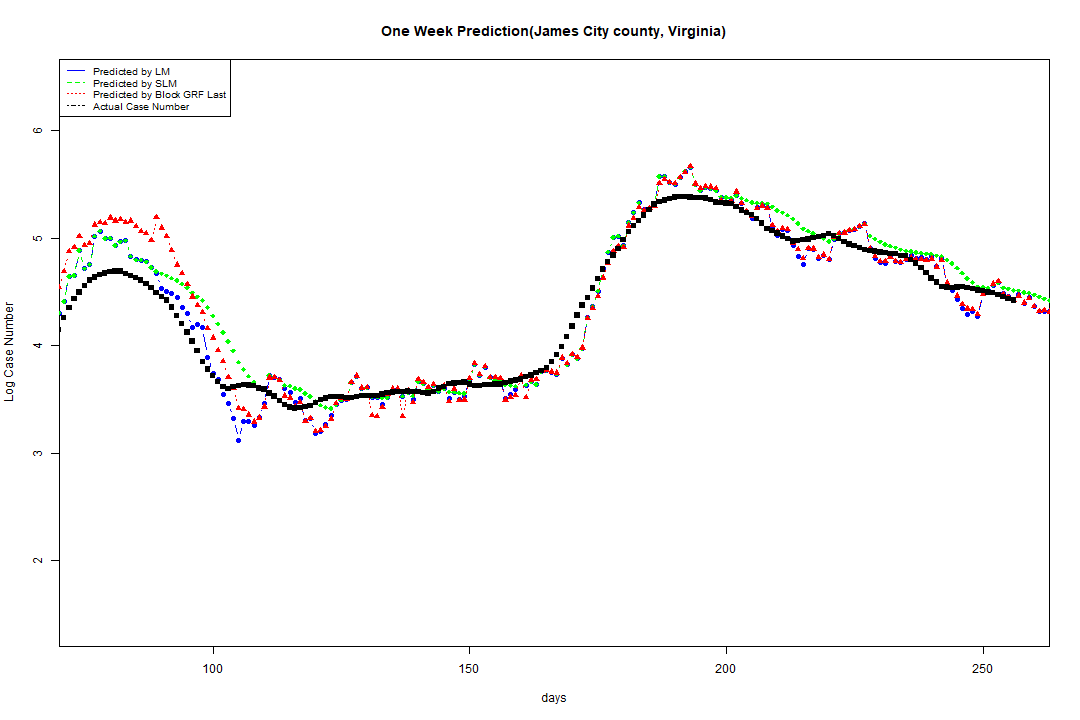 One Week Prediction(James City county, Virginia)
Predicted by LM
Predicted by SLM
Predicted by Block GRF Last
Actual Case Number
6
5
4
3
2
Log Case Number
100 150 200 250
days